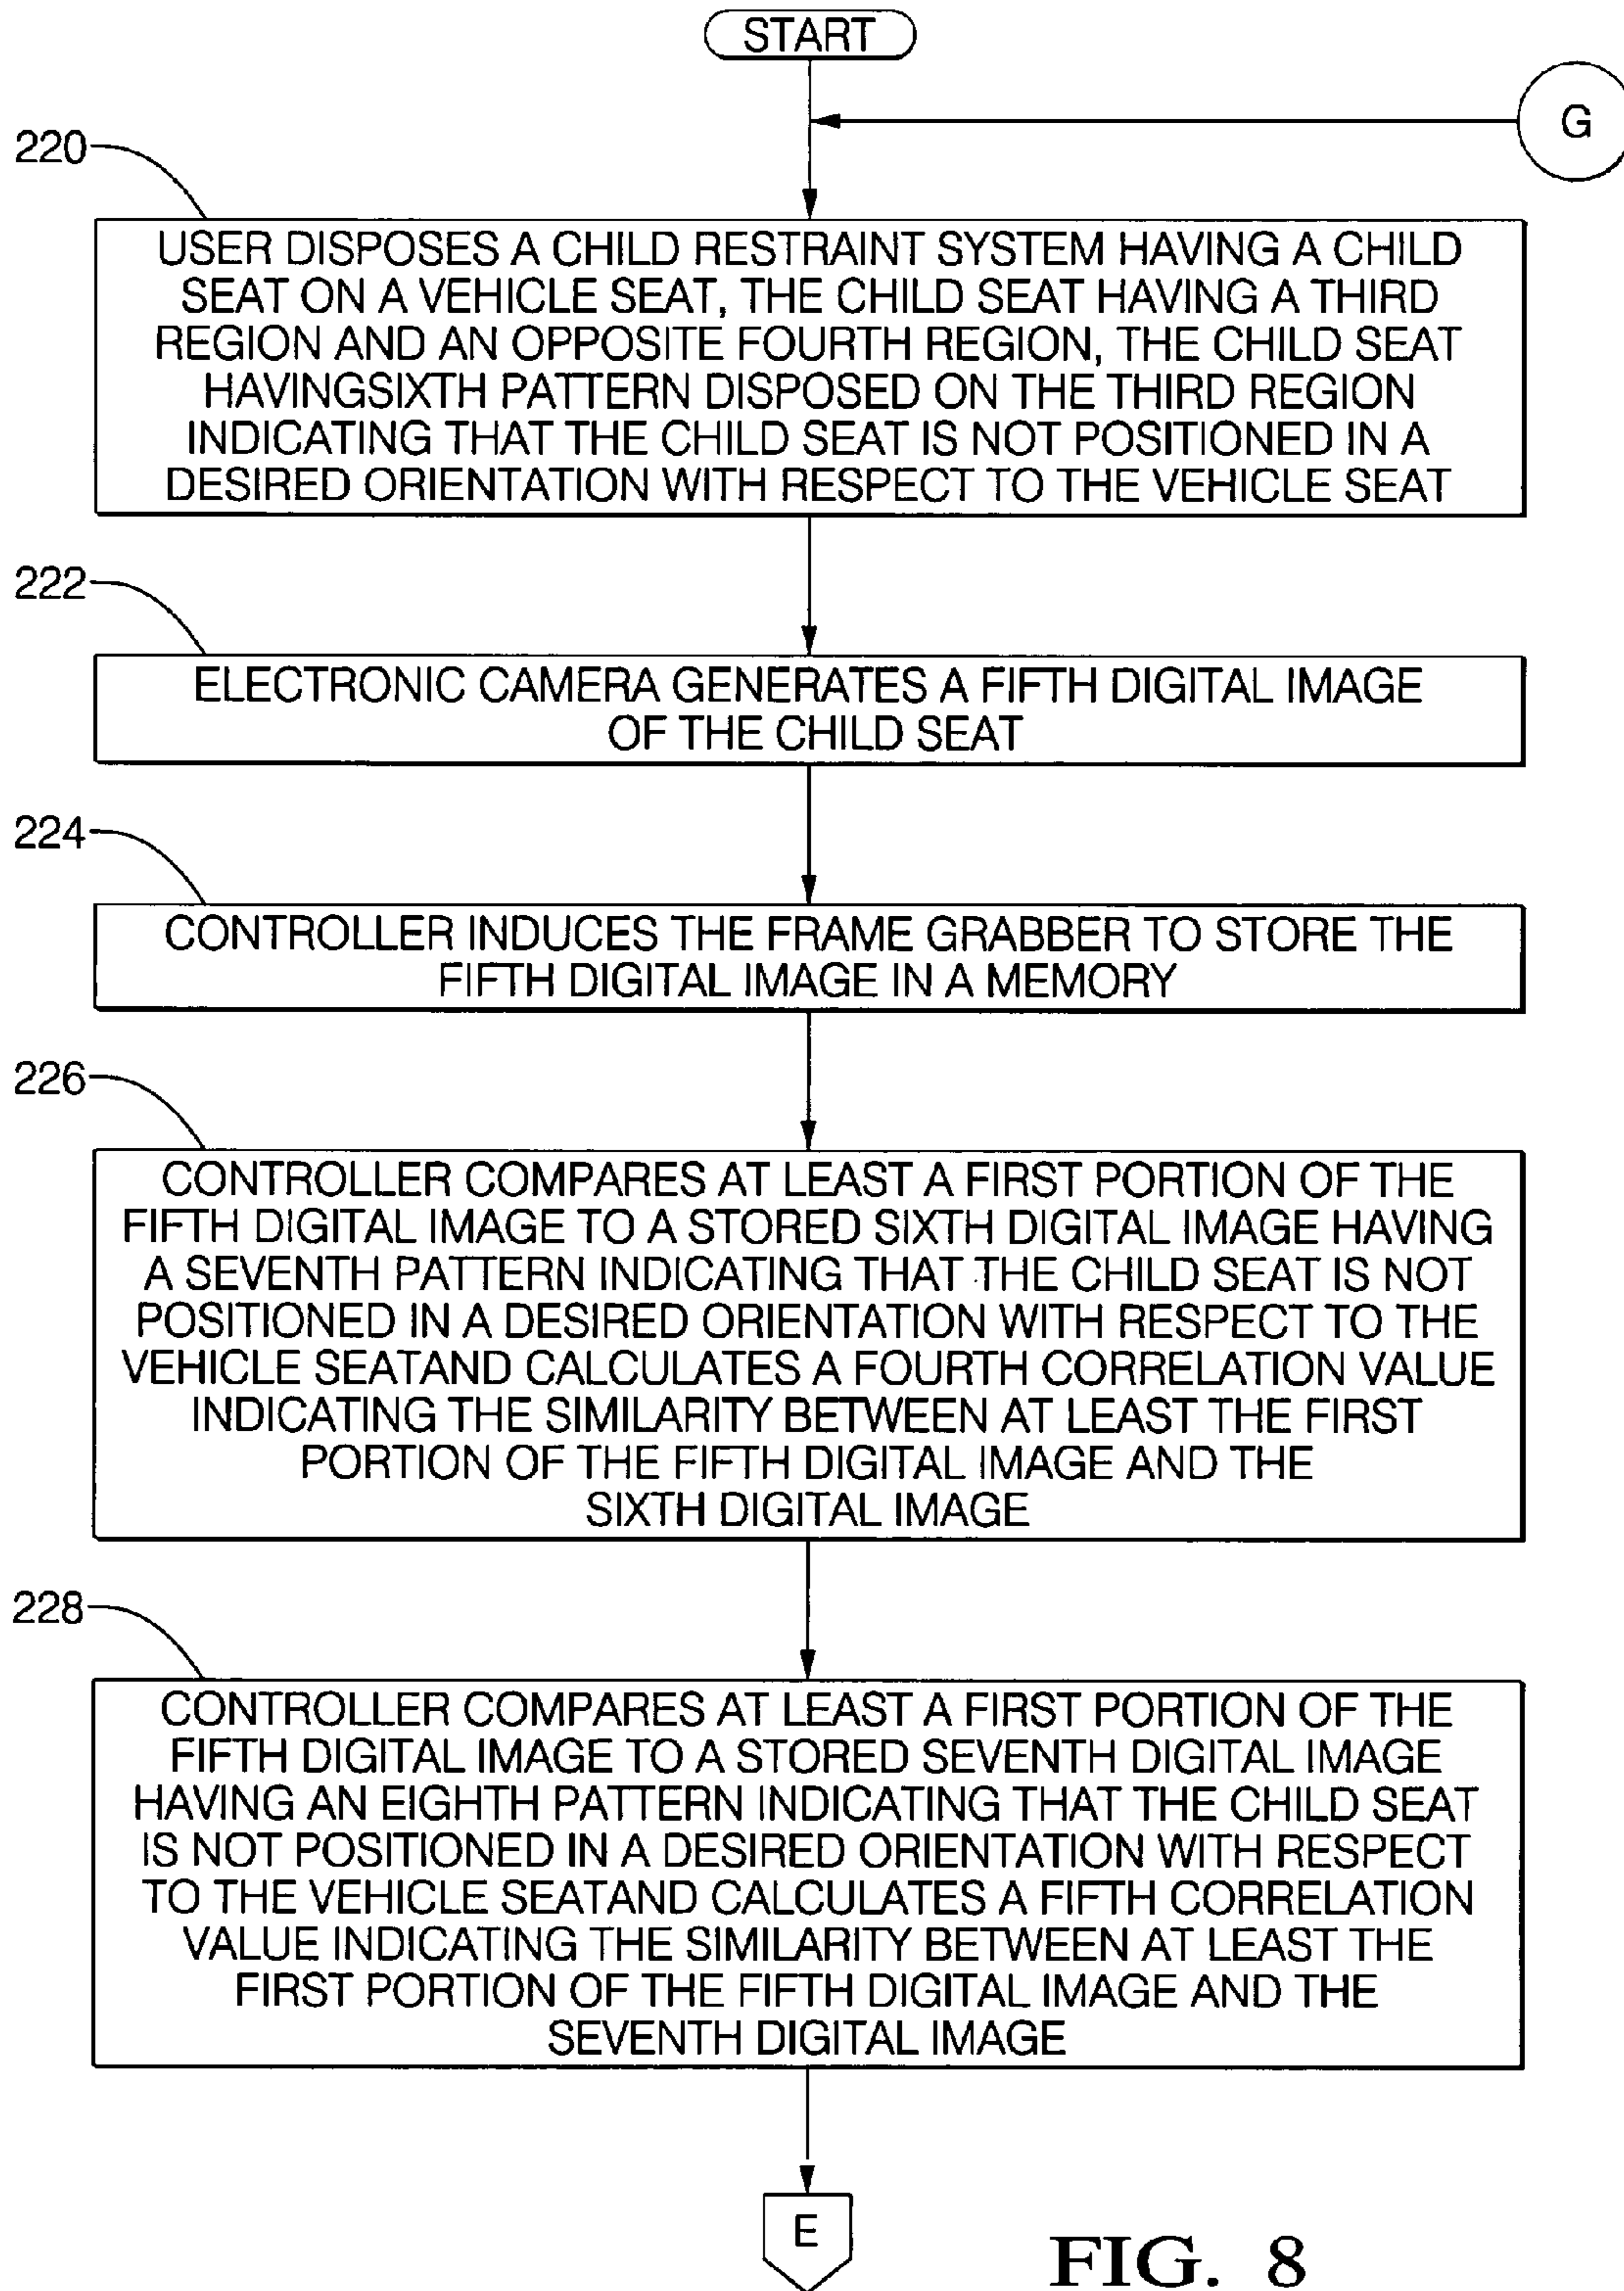 START
G
220
USER DISPOSES A CHILD RESTRAINT SYSTEM HAVING A CHILD
SEAT ON A VEHICLE SEAT, THE CHILD SEAT HAVING A THIRD
REGION AND AN OPPOSITE FOURTH REGION, THE CHILD SEAT
HAVINGSIXTH PATTERN DISPOSED ON THE THIRD REGION
INDICATING THAT THE CHILD SEAT IS NOT POSITIONED IN A
DESIRED ORIENTATION WITH RESPECT TO THE VEHICLE SEAT
222
ELECTRONIC CAMERA GENERATES A FIFTH DIGITAL IMAGE
OF THE CHILD SEAT
224
CONTROLLER INDUCES THE FRAME GRABBER TO STORE THE
FIFTH DIGITAL IMAGE IN A MEMORY
226
CONTROLLER COMPARES AT LEAST A FIRST PORTION OF THE
FIFTH DIGITAL IMAGE TO A STORED SIXTH DIGITAL IMAGE HAVING
A SEVENTH PATTERN INDICATING THAT THE CHILD SEAT IS NOT
POSITIONED IN A DESIRED ORIENTATION WITH RESPECT TO THE
VEHICLE SEATAND CALCULATES A FOURTH CORRELATION VALUE
INDICATING THE SIMILARITY BETWEEN AT LEAST THE FIRST
PORTION OF THE FIFTH DIGITAL IMAGE AND THE
SIXTH DIGITAL IMAGE
228
CONTROLLER COMPARES AT LEAST A FIRST PORTION OF THE
FIFTH DIGITAL IMAGE TO A STORED SEVENTH DIGITAL IMAGE
HAVING AN EIGHTH PATTERN INDICATING THAT THE CHILD SEAT
IS NOT POSITIONED IN A DESIRED ORIENTATION WITH RESPECT
TO THE VEHICLE SEATAND CALCULATES A FIFTH CORRELATION
VALUE INDICATING THE SIMILARITY BETWEEN AT LEAST THE
FIRST PORTION OF THE FIFTH DIGITAL IMAGE AND THE
SEVENTH DIGITAL IMAGE
E
FIG. 8